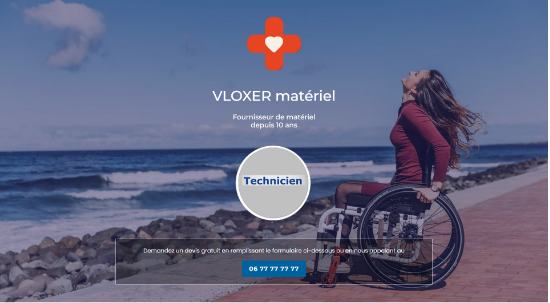 VLOXER matériel
Fournisseur de matériel
depuis 10 ans
Technicien
Demandez un devis gratuit en remplissant le formulaire ci-dessous ou en nous appelant au
06 77 77 77 77